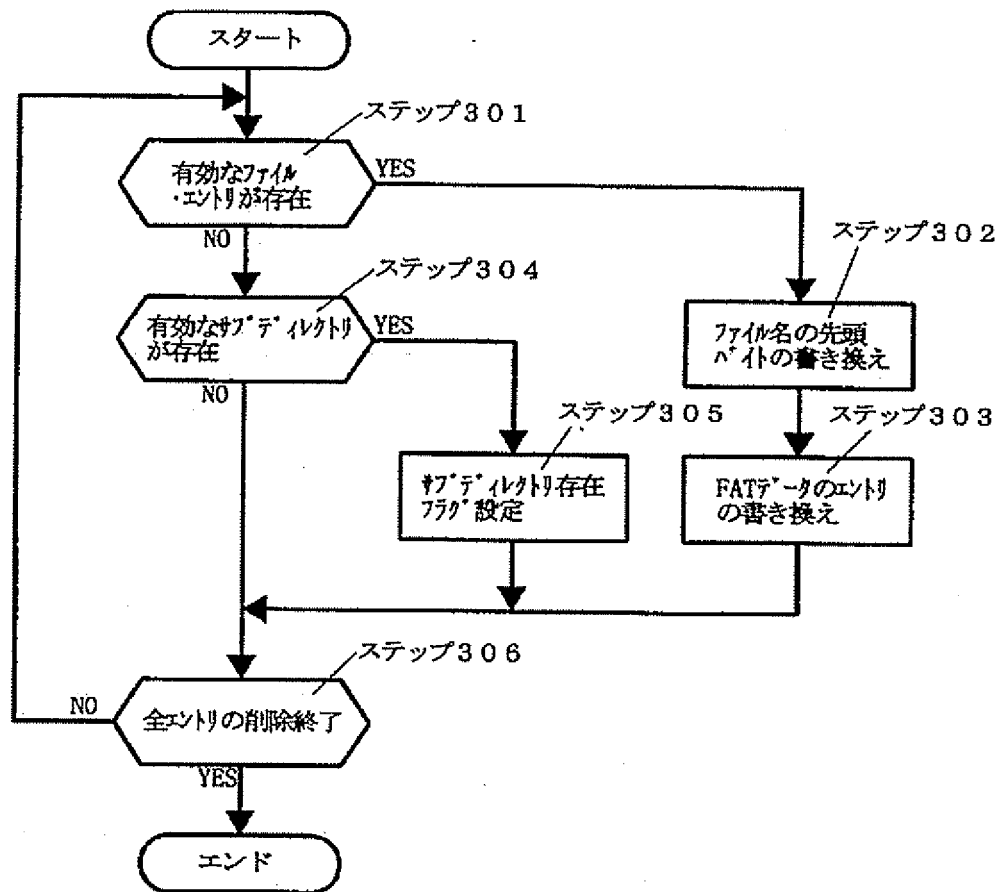 スタート
ステップ301
有効なファイル
・エントリが存在
YES
NO
ステップ302
ファイル名の先頭
バイトの書き換え
ステップ304
有効なサブディレクトリ
が存在
YES
NO
ステップ305
サブディレクトリ存在
フラグ設定
ステップ303
FATデータのエントリ
の書き換え
ステップ306
全エントリの削除終了
NO
YES
エンド